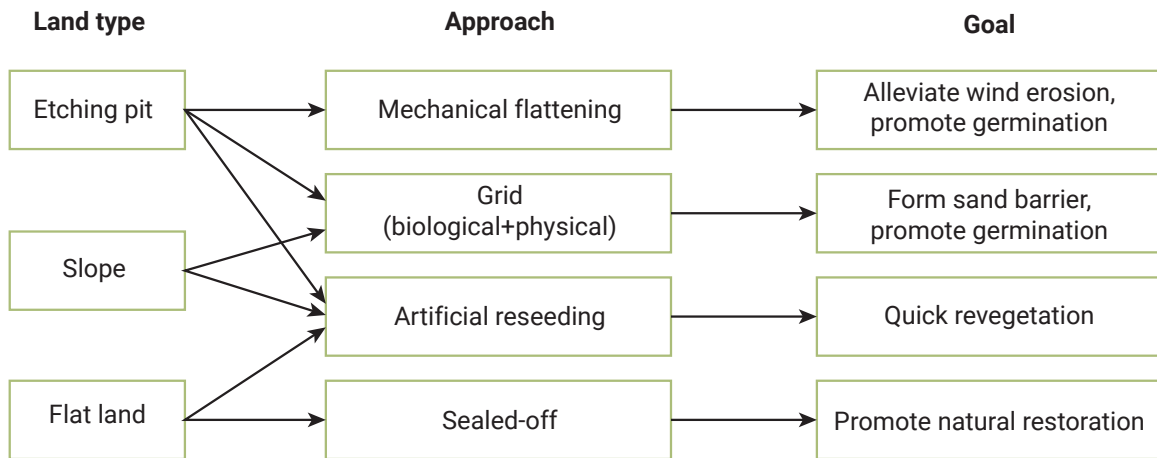 Land type
Approach
Goal
Etching pit
Mechanical flattening
Alleviate wind erosion,
promote germination
Grid
(biological+physical)
Form sand barrier,
promote germination
Slope
Artificial reseeding
Quick revegetation
Flat land
Sealed-off
Promote natural restoration